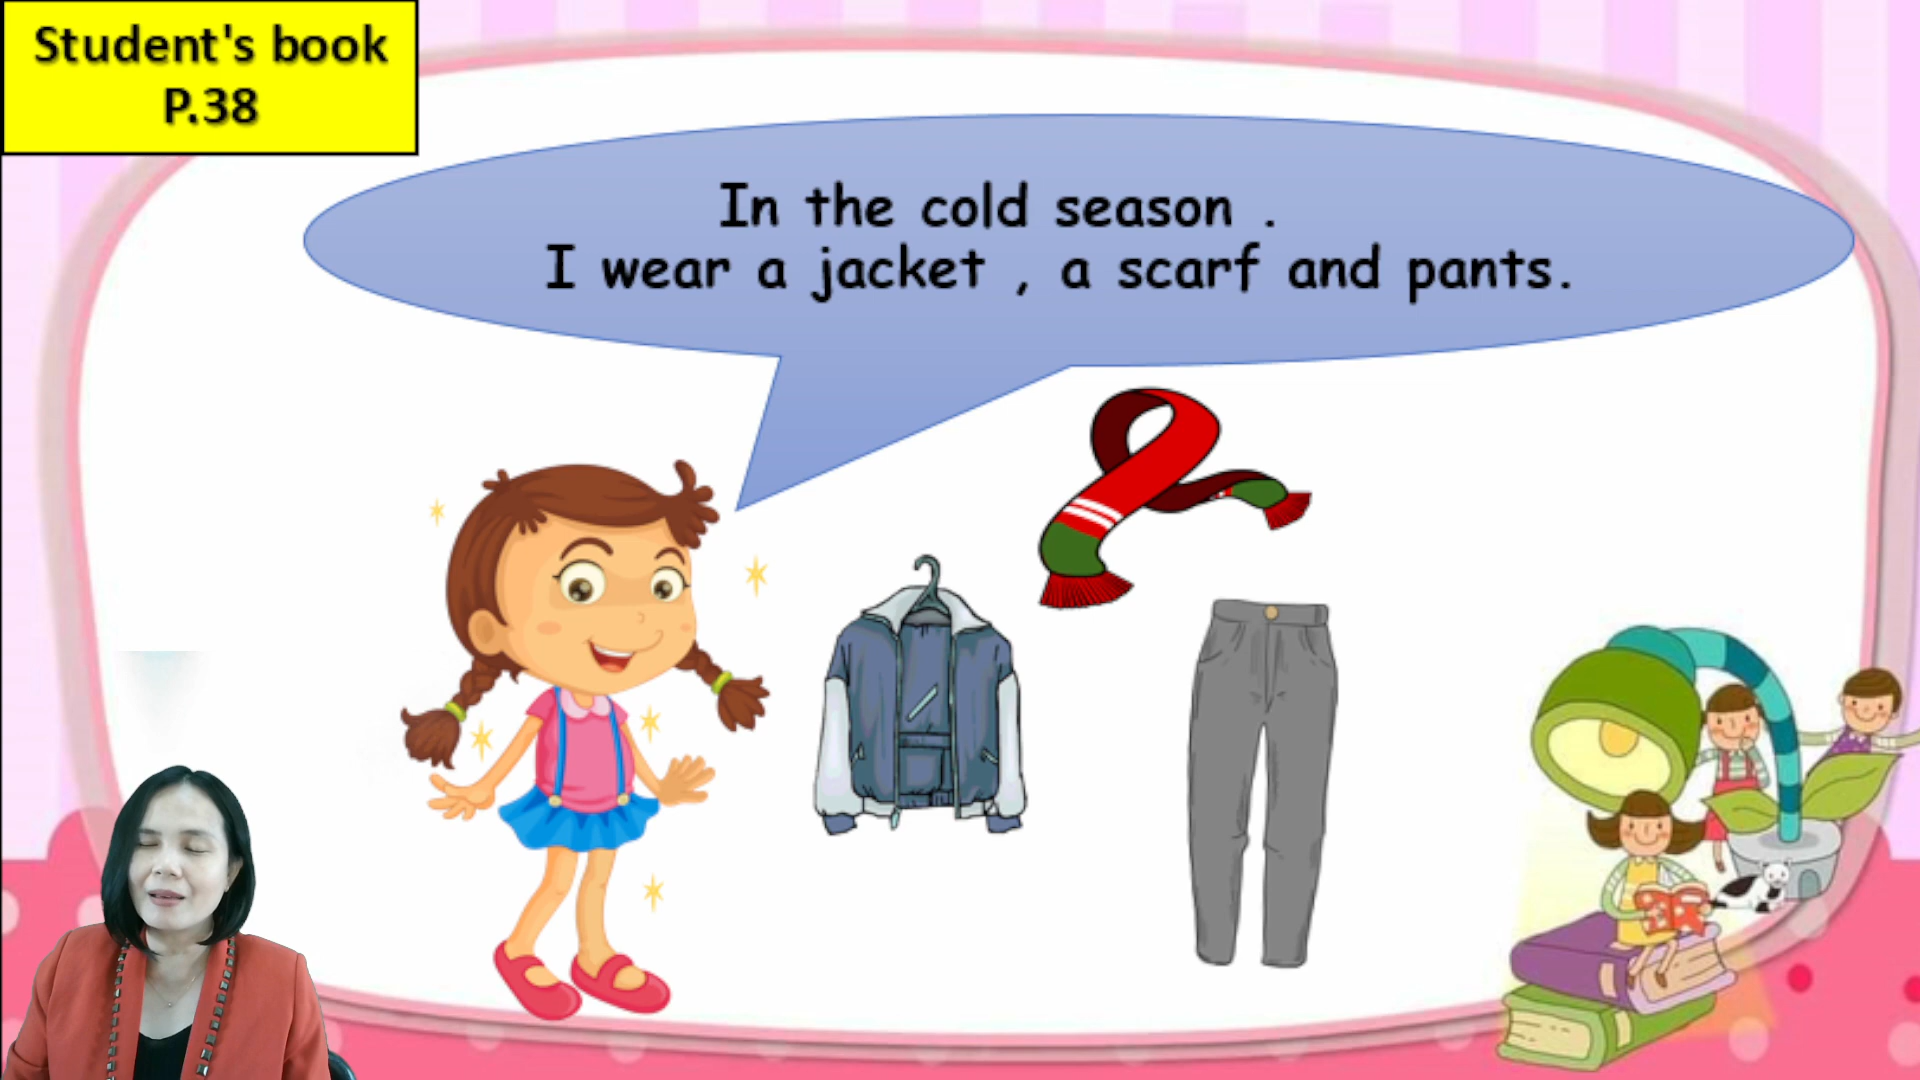 Student's book
P.38
In the cold season .
I wear a jacket , a scarf and pants.